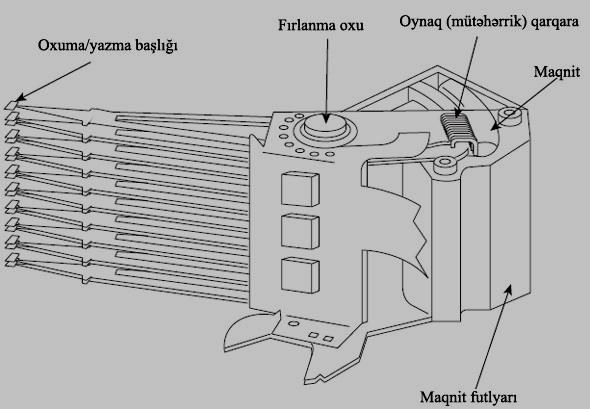 Oynaq (mütəhərrik) qarqara
Fırlanma oxu
Oxuma/yazma başlığı
Maqnit
Maqnit futlyarı